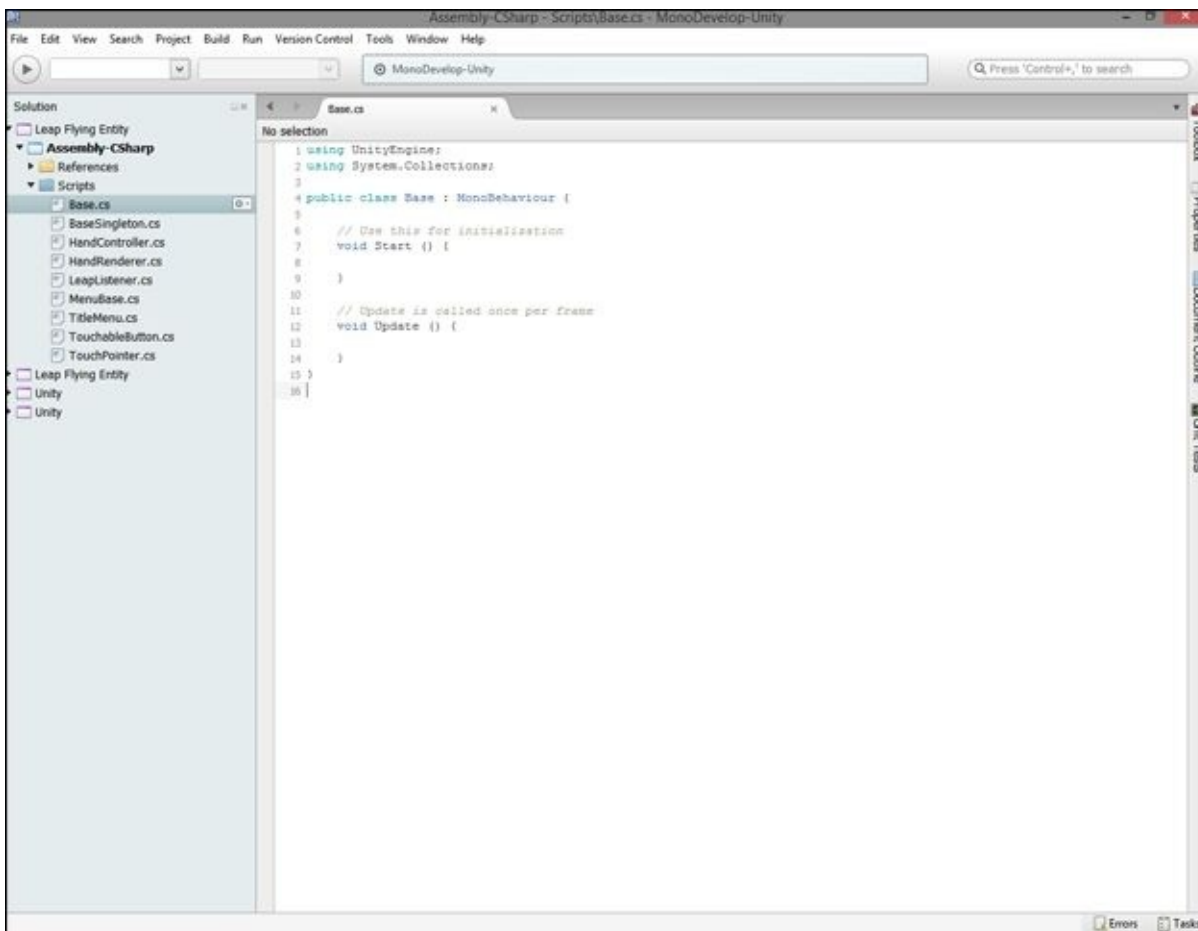 Assembly-CSharp - Scripts\Base.cs - MonoDevelop-Unity
File Edit View Search Project Build Run Version Control Tools Window Help
MonoDevelop-Unity
Press 'Control+,' to search
Solution
Leap Flying Entity
Assembly-CSharp
References
Scripts
Base.cs
BaseSingleton.cs
HandController.cs
HandRenderer.cs
LeapListener.cs
MenuBase.cs
TitleMenu.cs
TouchableButton.cs
TouchPointer.cs
Leap Flying Entity
Unity
Unity
Base.cs
No selection
1 using UnityEngine;
2 using System.Collections;
3
4 public class Base : MonoBehaviour {
5
6 // Use this for initialization
7 void Start () {
8
9 }
10
11 // Update is called once per frame
12 void Update () {
13
14 }
15 }
16
Errors Tasks